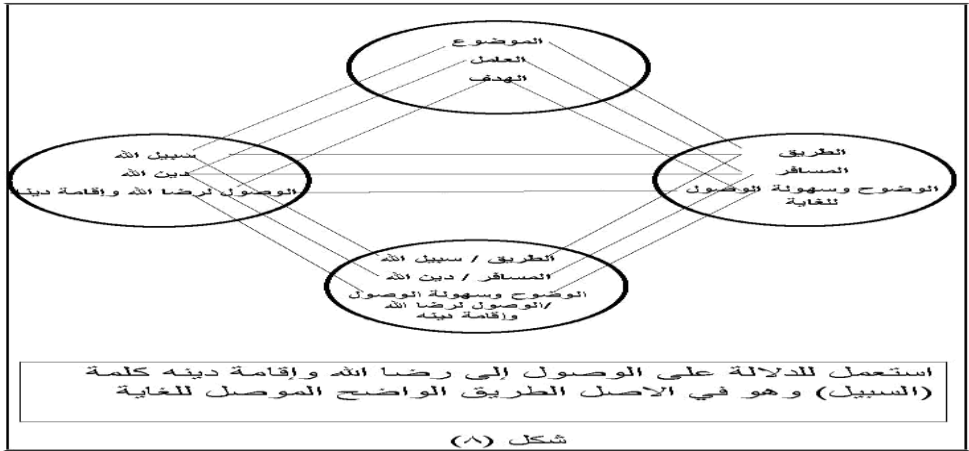 الموضوع
العامل
الهدف
الطريق
المسافر
الوضوح وسهولة الوصول
للغاية
سبيل الله
دين الله
الوصول لرضا الله وإقامة دينه
الطريق / سبيل الله
المسافر / دين الله
الوضوح وسهولة الوصول
/الوصول لرضا الله
وإقامة دينه
استعمل للدلالة على الوصول إلى رضا الله وإقامة دينه كلمة
(السبيل) وهو في الاصل الطريق الواضح الموصل للغاية
شكل (٨)